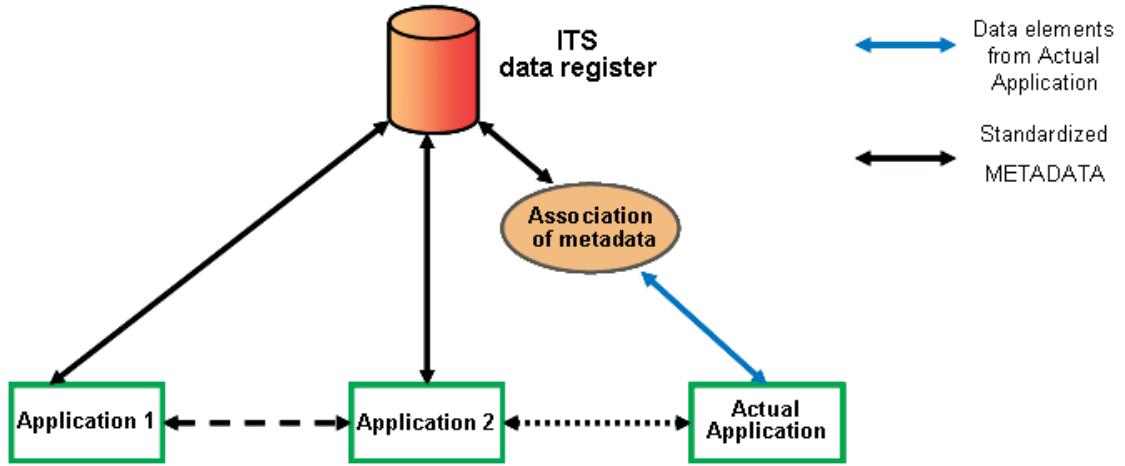 ITS
data register
Data elements
from Actual
Application
Standardized
METADATA
Association
of metadata
Application 1
Application 2
Actual
Application